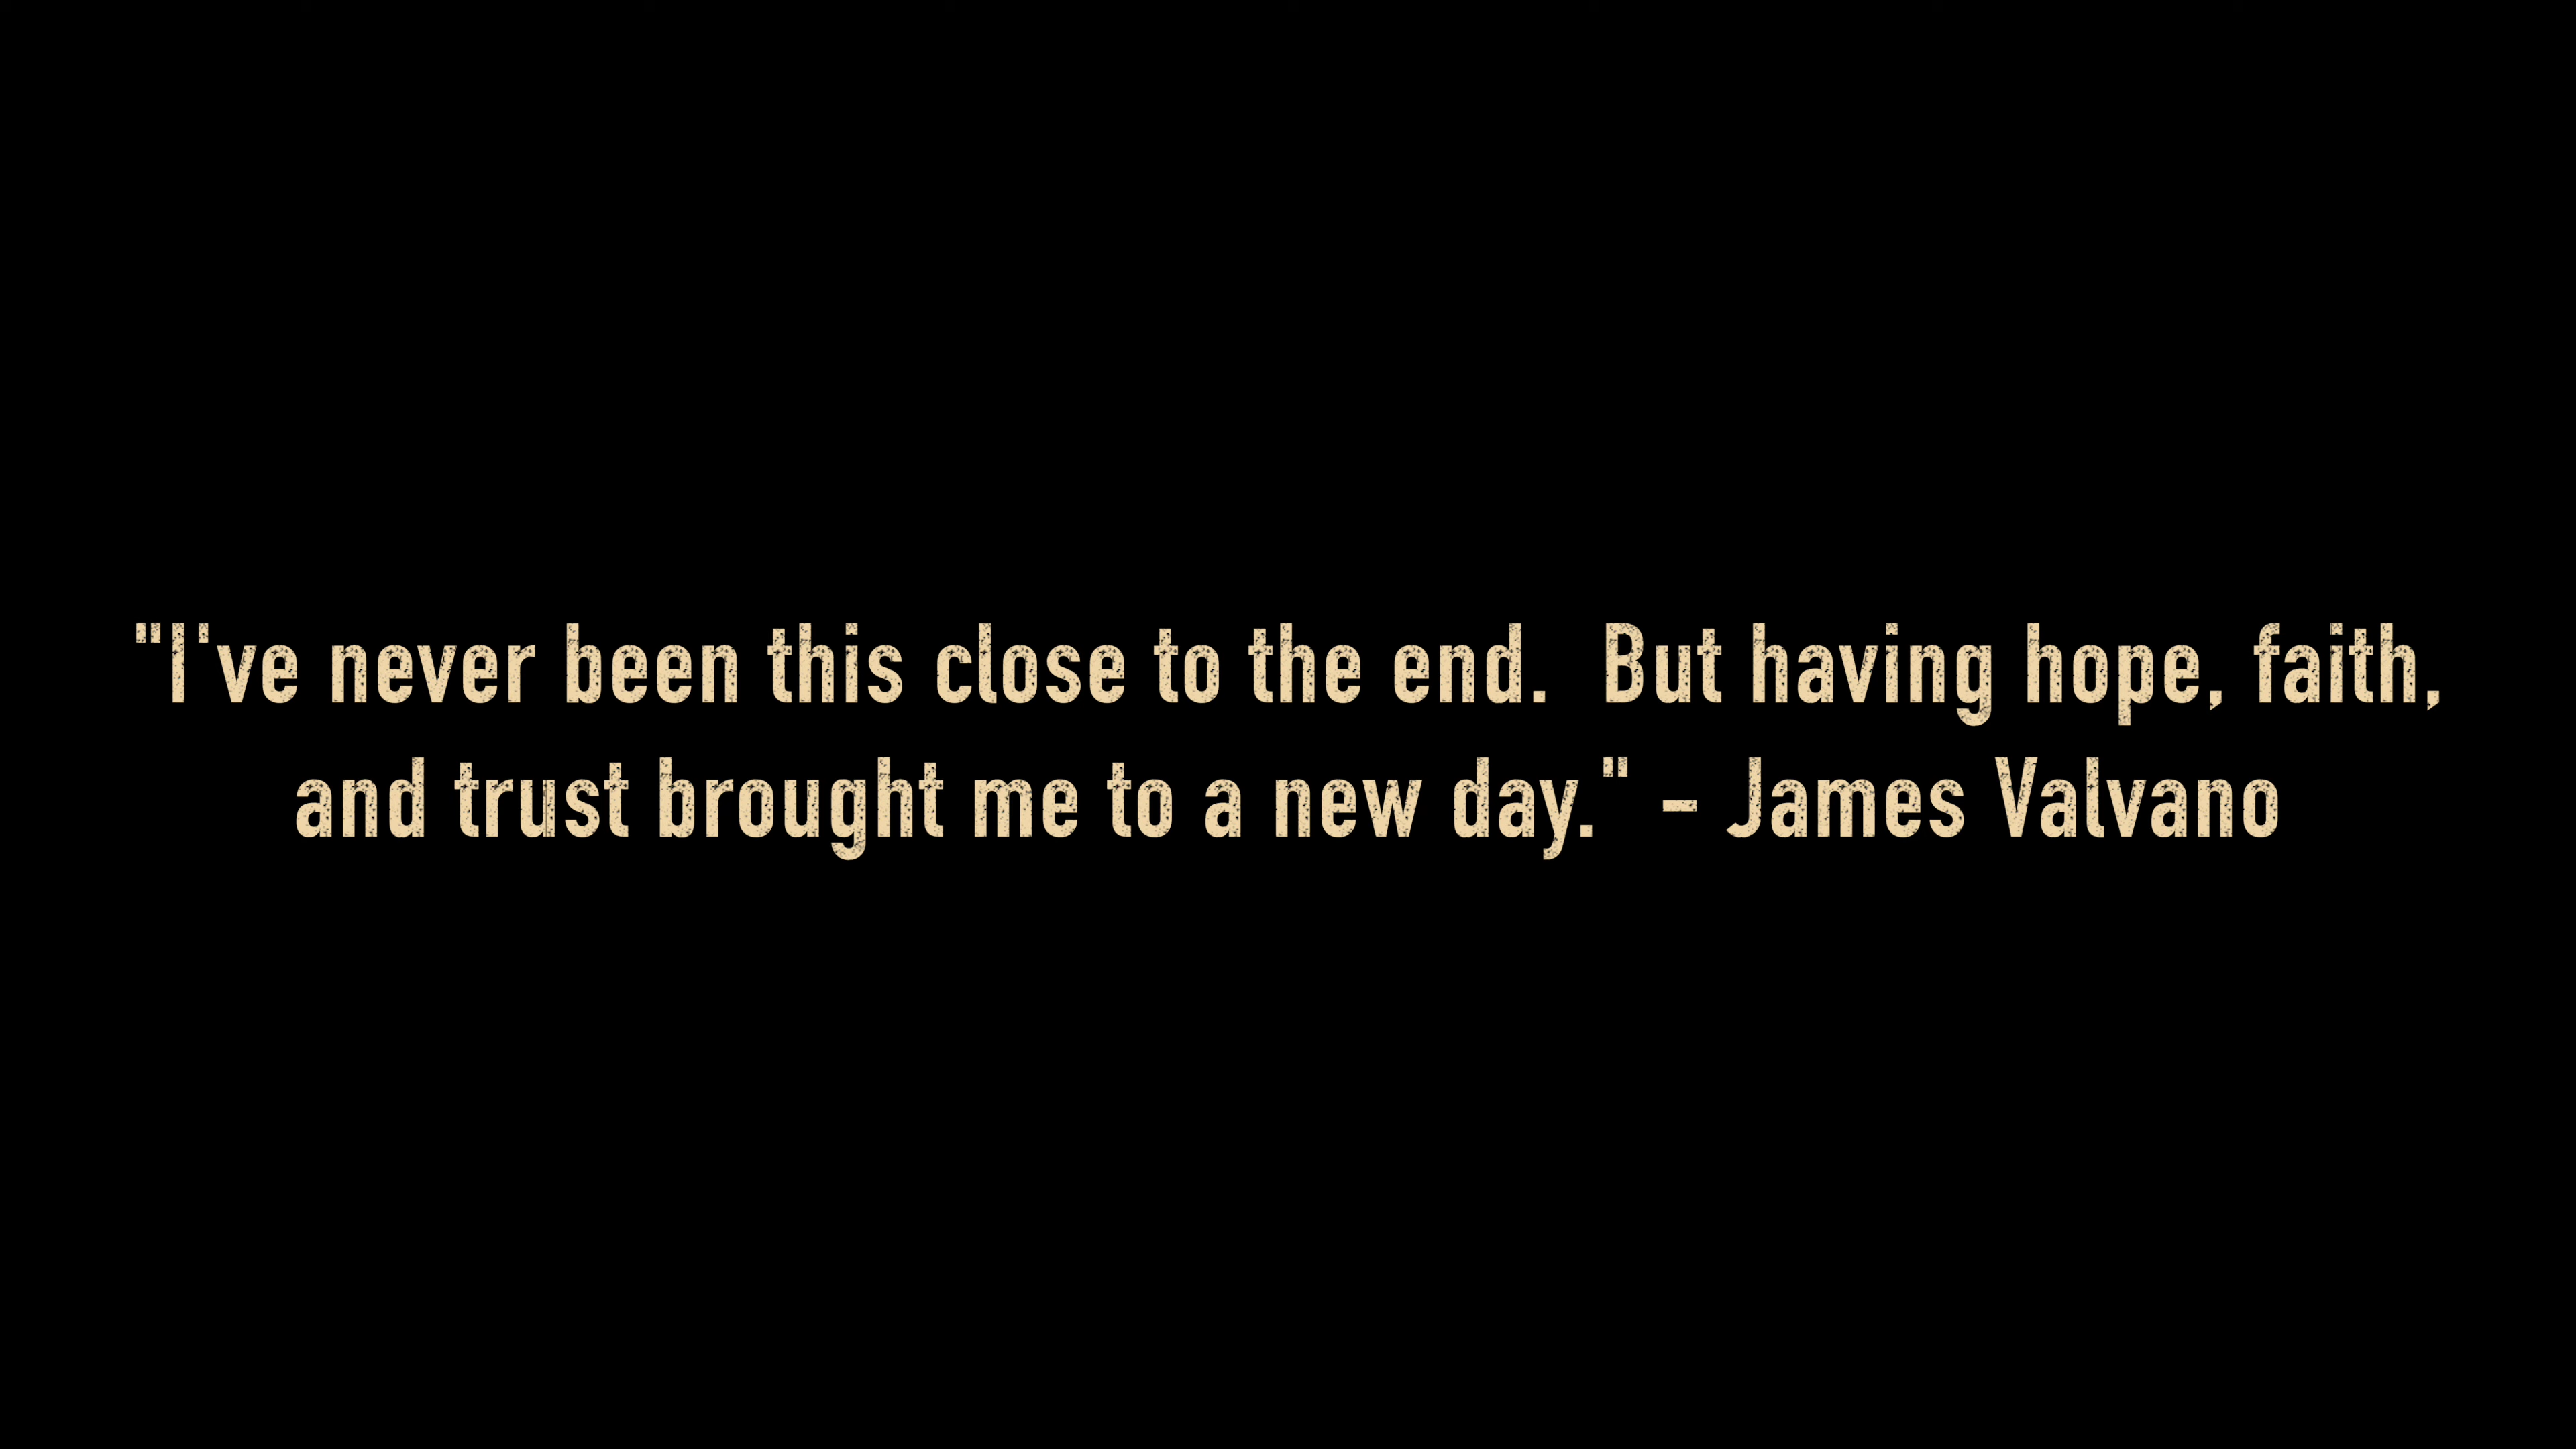 "I've never been this close to the end.  But having hope, faith,
and trust brought me to a new day." - James Valvano